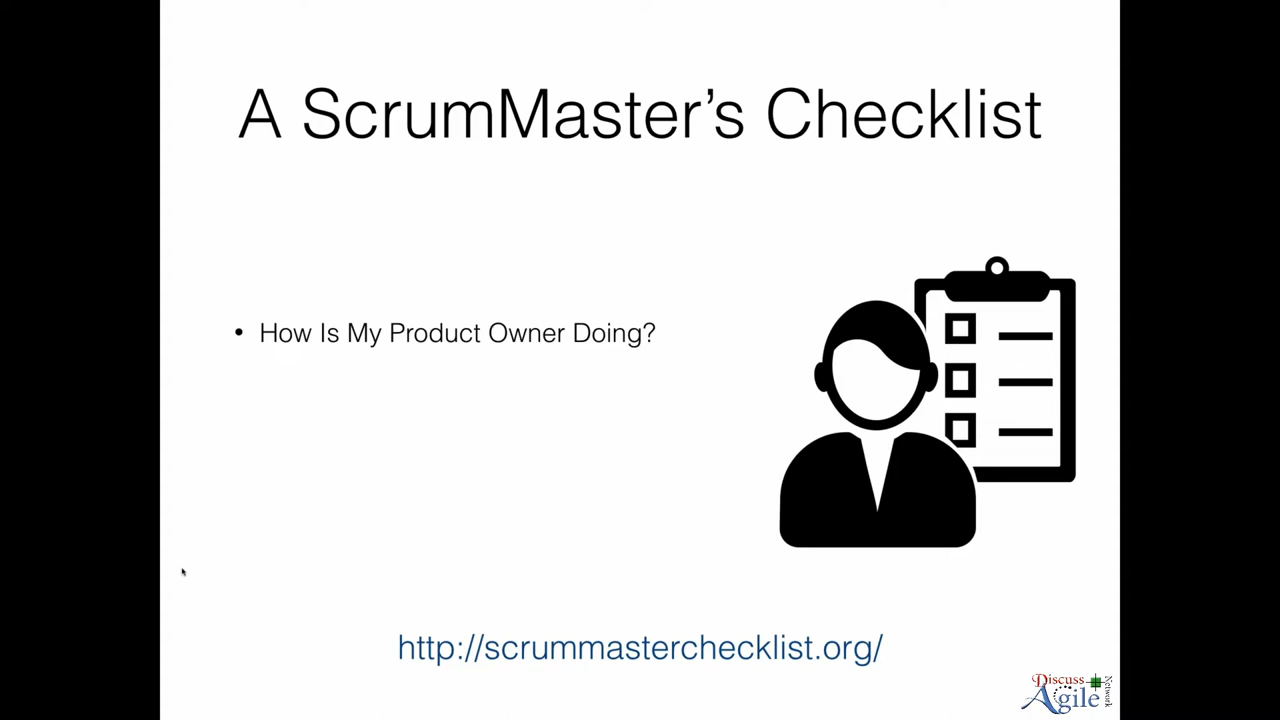 A ScrumMaster’s Checklist
• How Is My Product Owner Doing?
http://scrummasterchecklist.org/
Discuss
Agile
Network